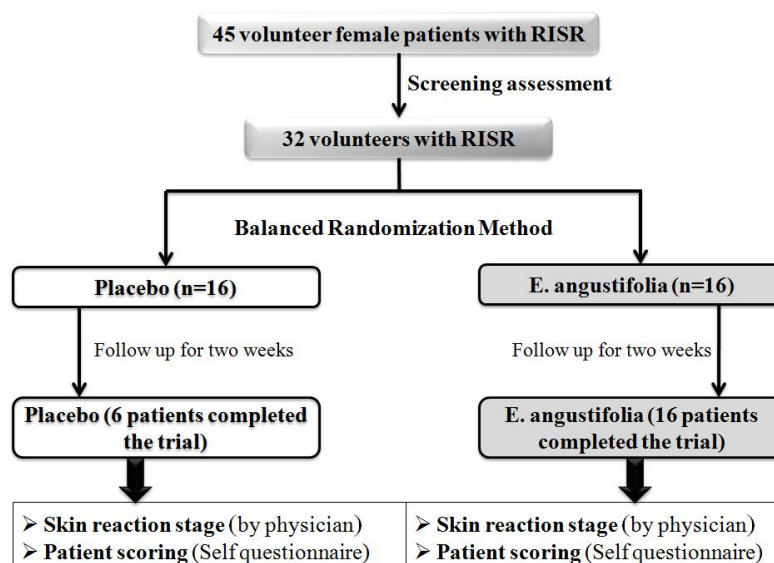 45 volunteer female patients with RISR
Screening assessment
32 volunteers with RISR
Balanced Randomization Method
Placebo (n=16)
E. angustifolia (n=16)
Follow up for two weeks
Follow up for two weeks
Placebo (6 patients completed
the trial)
E. angustifolia (16 patients
completed the trial)
➢ Skin reaction stage (by physician)
➢ Patient scoring (Self questionnaire)
➢ Skin reaction stage (by physician)
➢ Patient scoring (Self questionnaire)